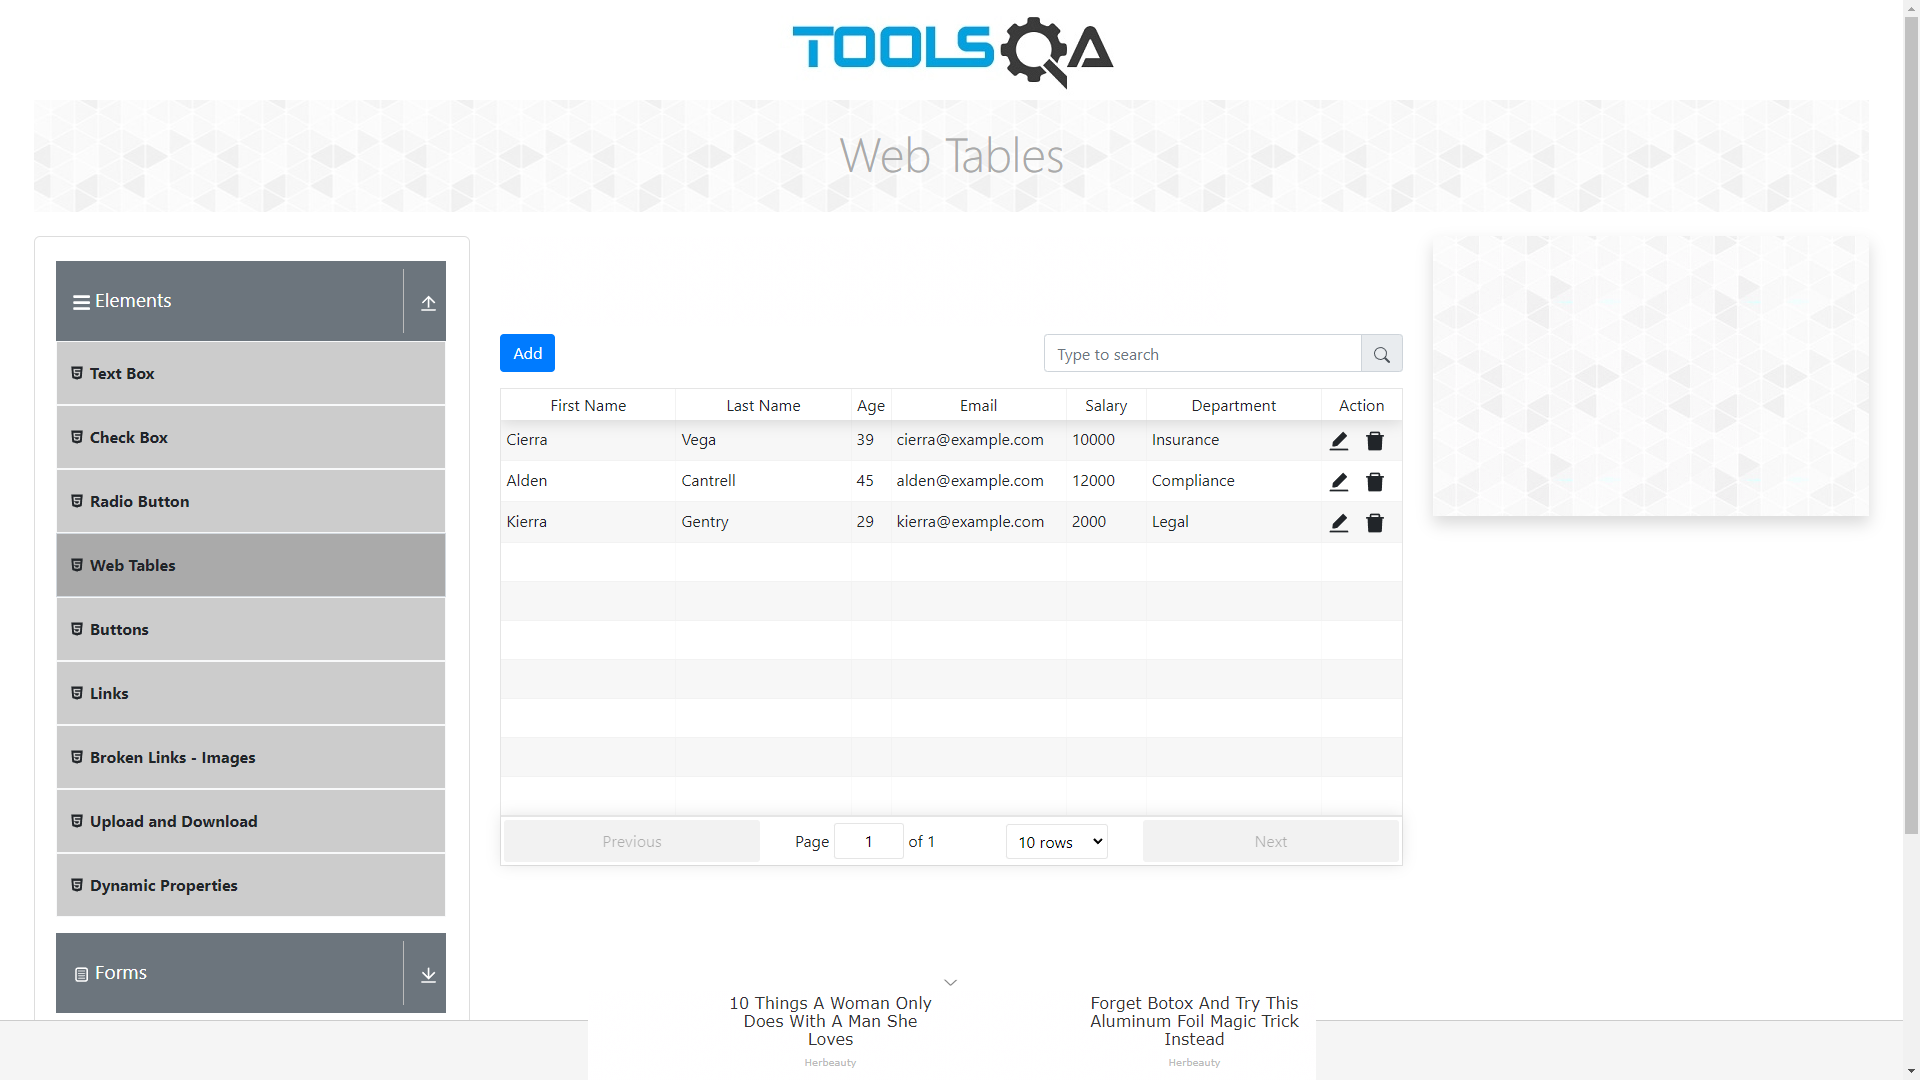 TOOLSQA
Web Tables
Elements
Text Box
Check Box
Radio Button
Web Tables
Buttons
Links
Broken Links - Images
Upload and Download
Dynamic Properties
Forms
Add
Type to search
First Name Last Name Age Email Salary Department Action
Cierra Vega 39 cierra@example.com 10000 Insurance
Alden Cantrell 45 alden@example.com 12000 Compliance
Kierra Gentry 29 kierra@example.com 2000 Legal
Previous Page 1 of 1 10 rows Next
10 Things A Woman Only
Does With A Man She
Loves
Herbeauty
Forget Botox And Try This
Aluminum Foil Magic Trick
Instead
Herbeauty